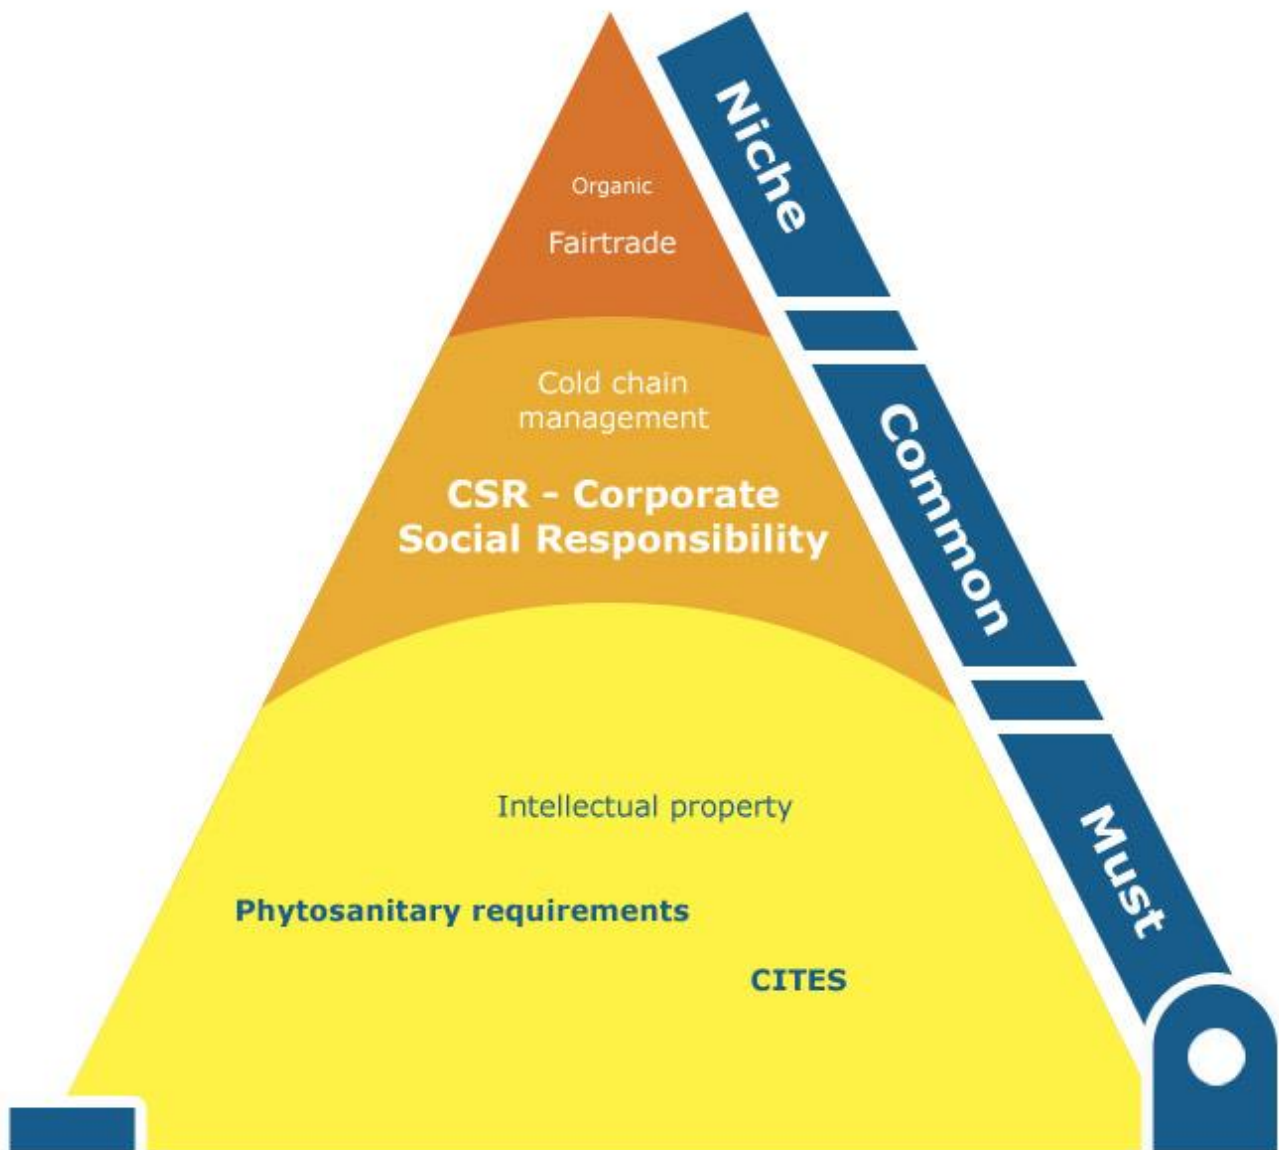 Niche
Organic
Fairtrade
Cold chain
management
Common
CSR - Corporate
Social Responsibility
Intellectual property
Must
Phytosanitary requirements
CITES